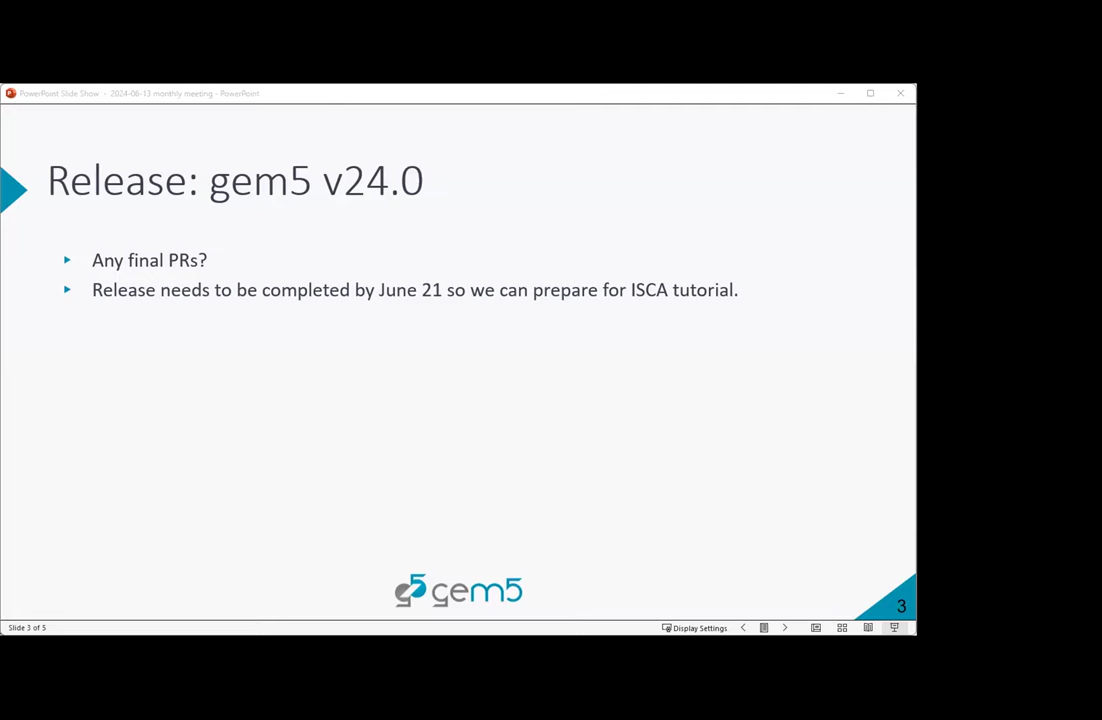 PowerPoint Slide Show - 2024-06-13 monthly meeting - PowerPoint
Release: gem5 v24.0
Any final PRs?
Release needs to be completed by June 21 so we can prepare for ISCA tutorial.
g5 gem5
3
Slide 3 of 5
Display Settings